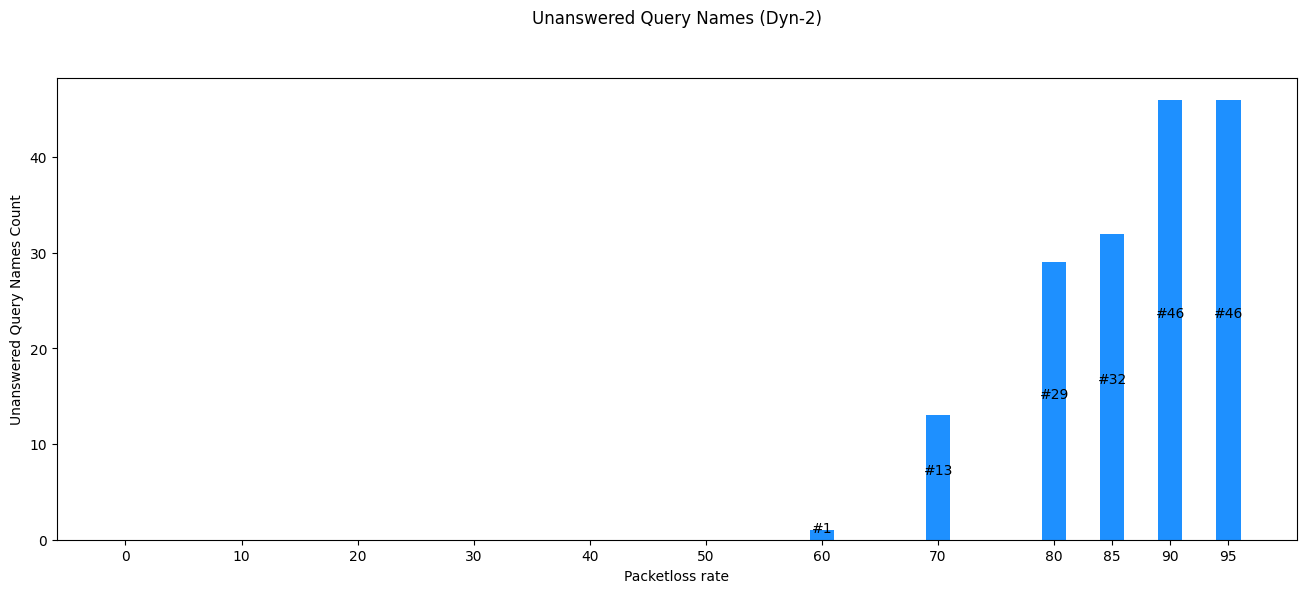 Unanswered Query Names (Dyn-2)
Unanswered Query Names Count
40
30
20
10
0
#1
#13
#29
#32
#46
#46
0 10 20 30 40 50 60 70 80 85 90 95
Packetloss rate